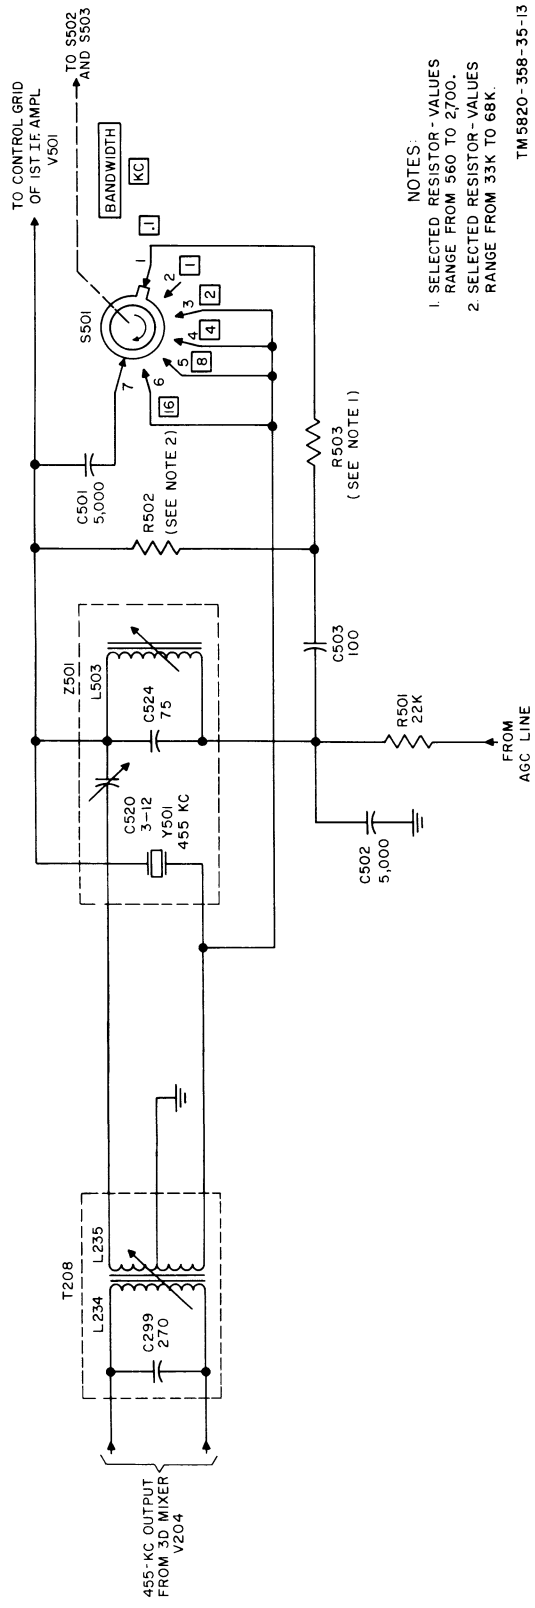 455-KC OUTPUT
FROM 3D MIXER
V204
T208
L234
L235
C299
270
Z501
L503
C524
75
C520
3-12
Y501
455 KC
C502
5,000
FROM
AGC LINE
R501
22K
C503
100
C501
5,000
R502
(SEE NOTE 2)
R503
(SEE NOTE 1)
S501
1
2
3
4
5
6
7
.1
1
2
4
8
16
BANDWIDTH
KC
TO CONTROL GRID
OF 1ST I.F. AMPL
V501
TO S502
AND S503
NOTES:
1. SELECTED RESISTOR-VALUES
RANGE FROM 560 TO 2,700.
2. SELECTED RESISTOR-VALUES
RANGE FROM 33K TO 68K.
TM5820-358-35-13